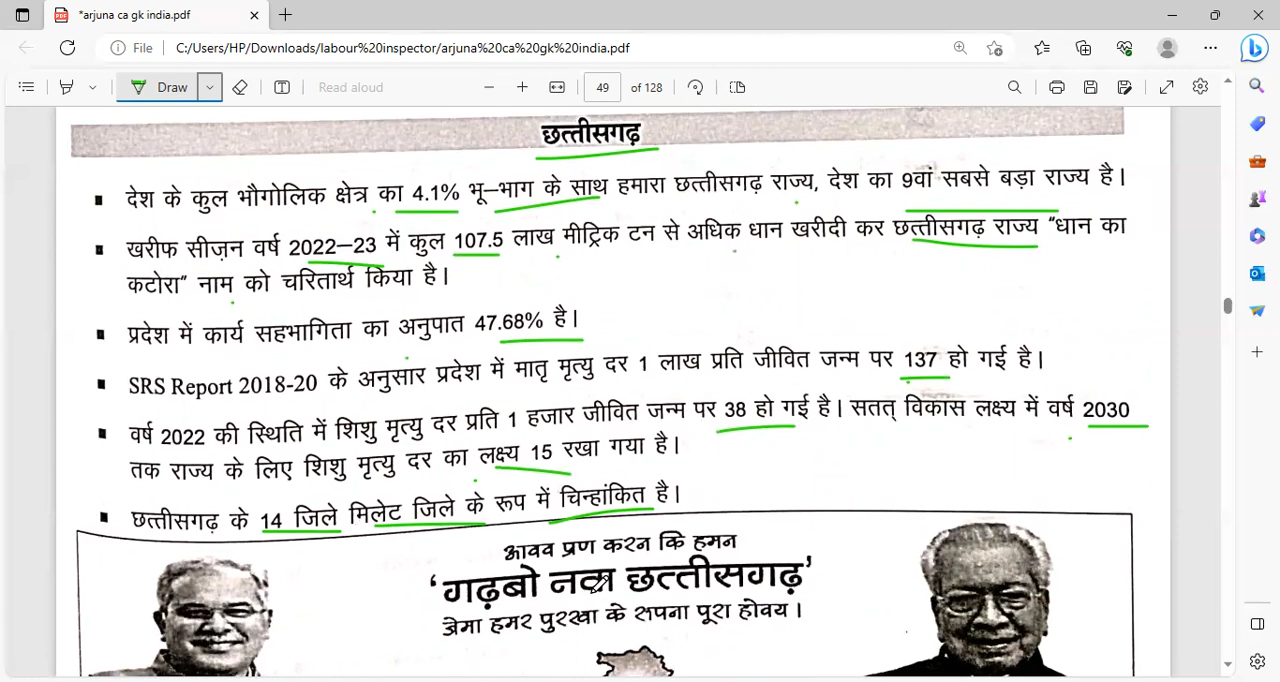 *arjuna ca gk india.pdf
File C:/Users/HP/Downloads/labour%20inspector/arjuna%20ca%20gk%20india.pdf
Draw Read aloud 49 of 128
छत्तीसगढ़
▪ देश के कुल भौगोलिक क्षेत्र का 4.1% भू–भाग के साथ हमारा छत्तीसगढ़ राज्य, देश का 9वां सबसे बड़ा राज्य है।
▪ खरीफ सीज़न वर्ष 2022–23 में कुल 107.5 लाख मीट्रिक टन से अधिक धान खरीदी कर छत्तीसगढ़ राज्य "धान का
कटोरा" नाम को चरितार्थ किया है।
▪ प्रदेश में कार्य सहभागिता का अनुपात 47.68% है।
▪ SRS Report 2018-20 के अनुसार प्रदेश में मातृ मृत्यु दर 1 लाख प्रति जीवित जन्म पर 137 हो गई है।
▪ वर्ष 2022 की स्थिति में शिशु मृत्यु दर प्रति 1 हजार जीवित जन्म पर 38 हो गई है। सतत् विकास लक्ष्य में वर्ष 2030
तक राज्य के लिए शिशु मृत्यु दर का लक्ष्य 15 रखा गया है।
▪ छत्तीसगढ़ के 14 जिले मिलेट जिले के रूप में चिन्हांकित है।
आवव प्रण करन कि हमन
'गढ़बो नवा छत्तीसगढ़'
जेमा हमर पुरखा के सपना पूरा होवय।